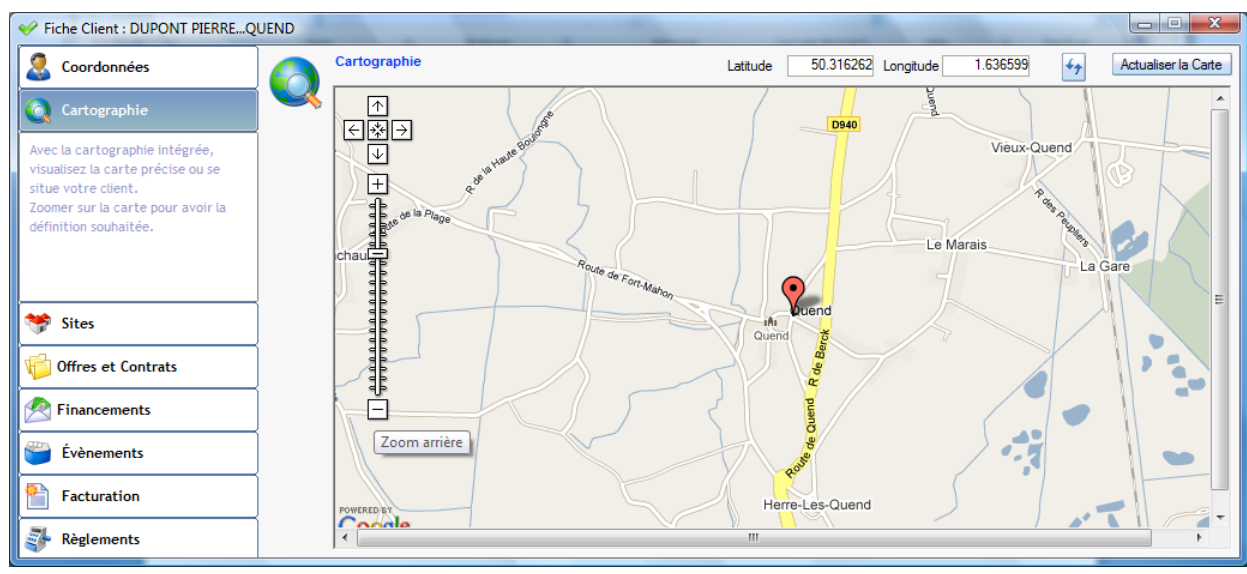 Fiche Client : DUPONT PIERRE...QUEND
Coordonnées
Cartographie
Avec la cartographie intégrée,
visualisez la carte précise ou se
situe votre client.
Zoomer sur la carte pour avoir la
définition souhaitée.
Sites
Offres et Contrats
Financements
Évènements
Facturation
Règlements
Cartographie
Latitude 50.316262 Longitude 1.636599
Actualiser la Carte
R de la Haute Boulongne
Quend
D940
Vieux-Quend
R des Peupliers
de la Plage
Le Marais
La Gare
Route de Fort-Mahon
Quend
Quend
R de Berck
Route de Quend
Herre-Les-Quend
Zoom arrière
POWERED BY
Google